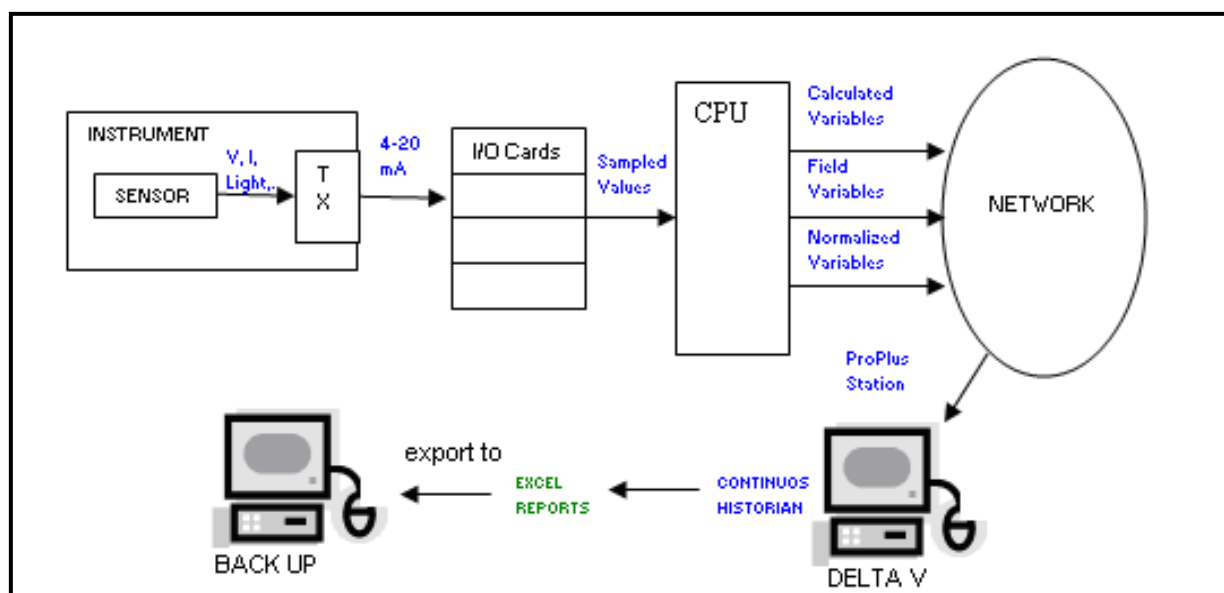 INSTRUMENT
SENSOR
V, I,
Light,..
T
X
4-20
mA
I/O Cards
Sampled
Values
CPU
Calculated
Variables
Field
Variables
Normalized
Variables
NETWORK
ProPlus
Station
DELTA V
CONTINUOS
HISTORIAN
EXCEL
REPORTS
export to
BACK UP